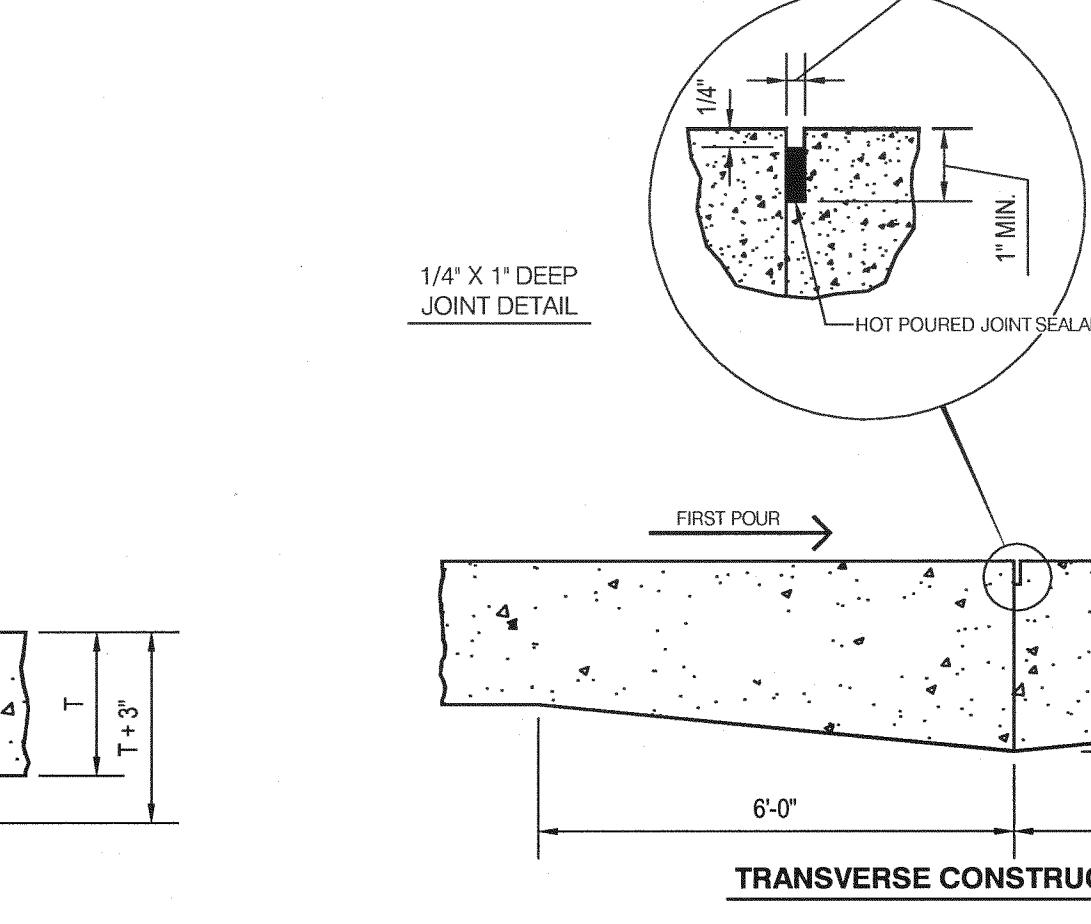 1/4"
1" MIN.
1/4" X 1" DEEP
JOINT DETAIL
HOT POURED JOINT SEALA
FIRST POUR
T
T + 3"
6'-0"
TRANSVERSE CONSTRUC